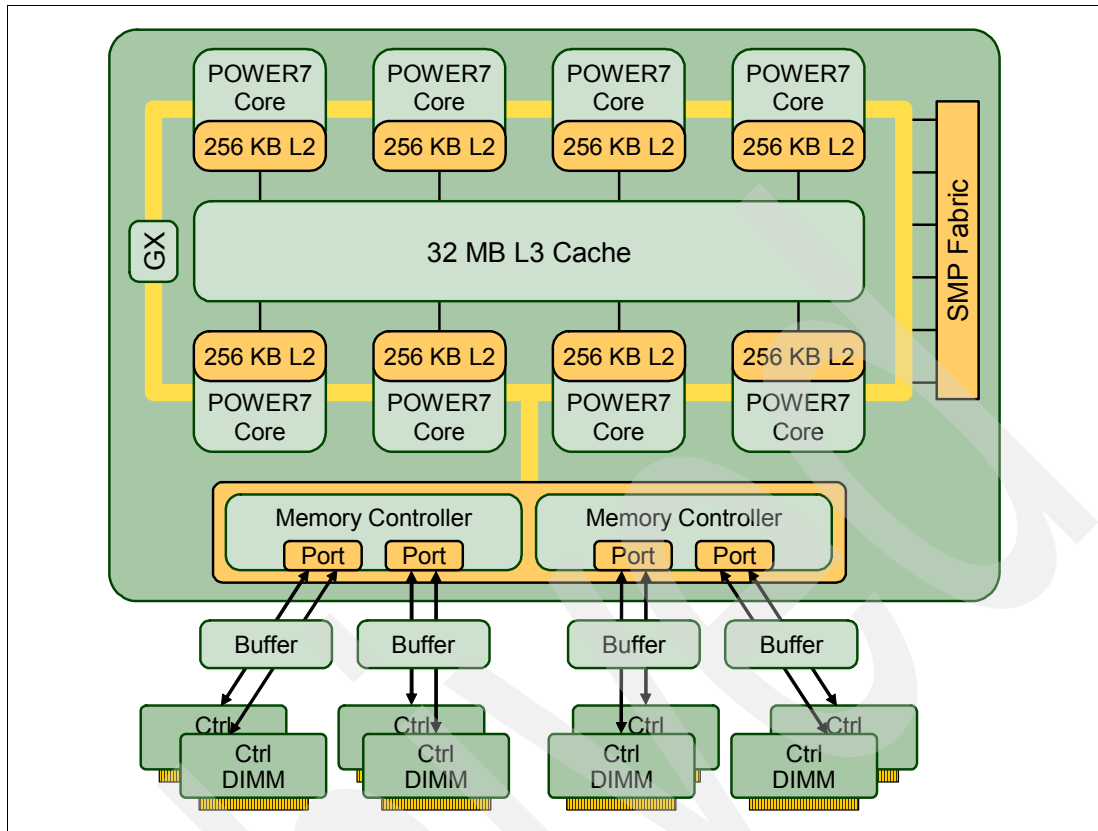 POWER7
Core
256 KB L2
POWER7
Core
256 KB L2
POWER7
Core
256 KB L2
POWER7
Core
256 KB L2
GX
32 MB L3 Cache
SMP Fabric
256 KB L2
POWER7
Core
256 KB L2
POWER7
Core
256 KB L2
POWER7
Core
256 KB L2
POWER7
Core
Memory Controller
Port
Port
Memory Controller
Port
Port
Buffer
Buffer
Buffer
Buffer
Ctrl
Ctrl
DIMM
Ctrl
Ctrl
DIMM
Ctrl
Ctrl
DIMM
Ctrl
Ctrl
DIMM